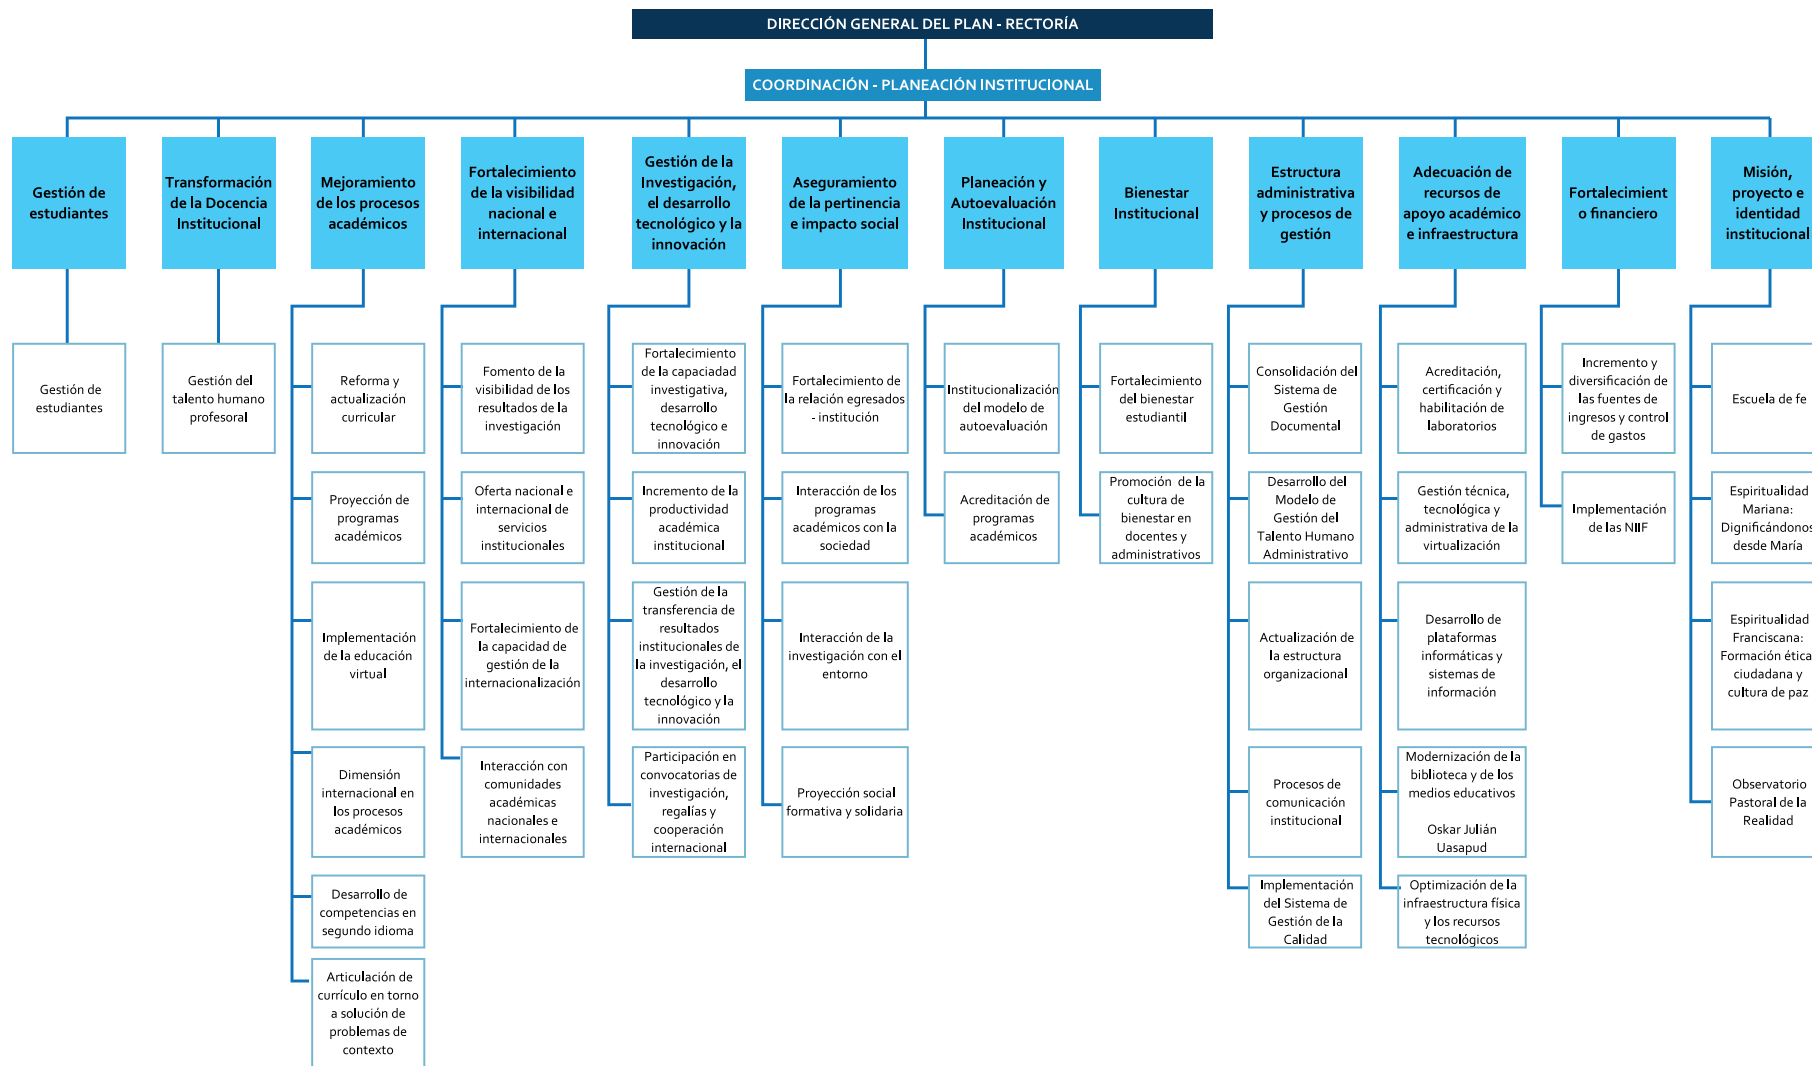 DIRECCIÓN GENERAL DEL PLAN - RECTORÍA
COORDINACIÓN - PLANEACIÓN INSTITUCIONAL
Gestión de
estudiantes
Transformación
de la Docencia
Institucional
Mejoramiento
de los procesos
académicos
Fortalecimiento
de la visibilidad
nacional e
internacional
Gestión de la
Investigación,
el desarrollo
tecnológico y la
innovación
Aseguramiento
de la pertinencia
e impacto social
Planeación y
Autoevaluación
Institucional
Bienestar
Institucional
Estructura
administrativa
y procesos de
gestión
Adecuación de
recursos de
apoyo académico
e infraestructura
Fortalecimient
o financiero
Misión,
proyecto e
identidad
institucional
Gestión de
estudiantes
Gestión del
talento humano
profesoral
Reforma y
actualización
curricular
Proyección de
programas
académicos
Implementación
de la educación
virtual
Dimensión
internacional en
los procesos
académicos
Desarrollo de
competencias en
segundo idioma
Articulación de
currículo en torno
a solución de
problemas de
contexto
Fomento de la
visibilidad de los
resultados de la
investigación
Oferta nacional e
internacional de
servicios
institucionales
Fortalecimiento de
la capacidad de
gestión de la
internacionalización
Interacción con
comunidades
académicas
nacionales e
internacionales
Fortalecimiento
de la capaciadad
investigativa,
desarrollo
tecnológico e
innovación
Incremento de la
productividad
académica
institucional
Gestión de la
transferencia de
resultados
institucionales de
la investigación, el
desarrollo
tecnológico y la
innovación
Participación en
convocatorias de
investigación,
regalías y
cooperación
internacional
Fortalecimiento de
la relación egresados
- institución
Interacción de los
programas
académicos con la
sociedad
Interacción de la
investigación con el
entorno
Proyección social
formativa y solidaria
Institucionalización
del modelo de
autoevaluación
Acreditación de
programas
académicos
Fortalecimiento
del bienestar
estudiantil
Promoción de la
cultura de
bienestar en
docentes y
administrativos
Consolidación del
Sistema de
Gestión
Documental
Desarrollo del
Modelo de
Gestión del
Talento Humano
Administrativo
Actualización de
la estructura
organizacional
Procesos de
comunicación
institucional
Implementación
del Sistema de
Gestión de la
Calidad
Acreditación,
certificación y
habilitación de
laboratorios
Gestión técnica,
tecnológica y
administrativa de la
virtualización
Desarrollo de
plataformas
informáticas y
sistemas de
información
Modernización de la
biblioteca y de los
medios educativos
Oskar Julián
Uasapud
Optimización de la
infraestructura física
y los recursos
tecnológicos
Incremento y
diversificación de
las fuentes de
ingresos y control
de gastos
Implementación
de las NIIF
Escuela de fe
Espiritualidad
Mariana:
Dignificándonos
desde María
Espiritualidad
Franciscana:
Formación ética,
ciudadana y
cultura de paz
Observatorio
Pastoral de la
Realidad